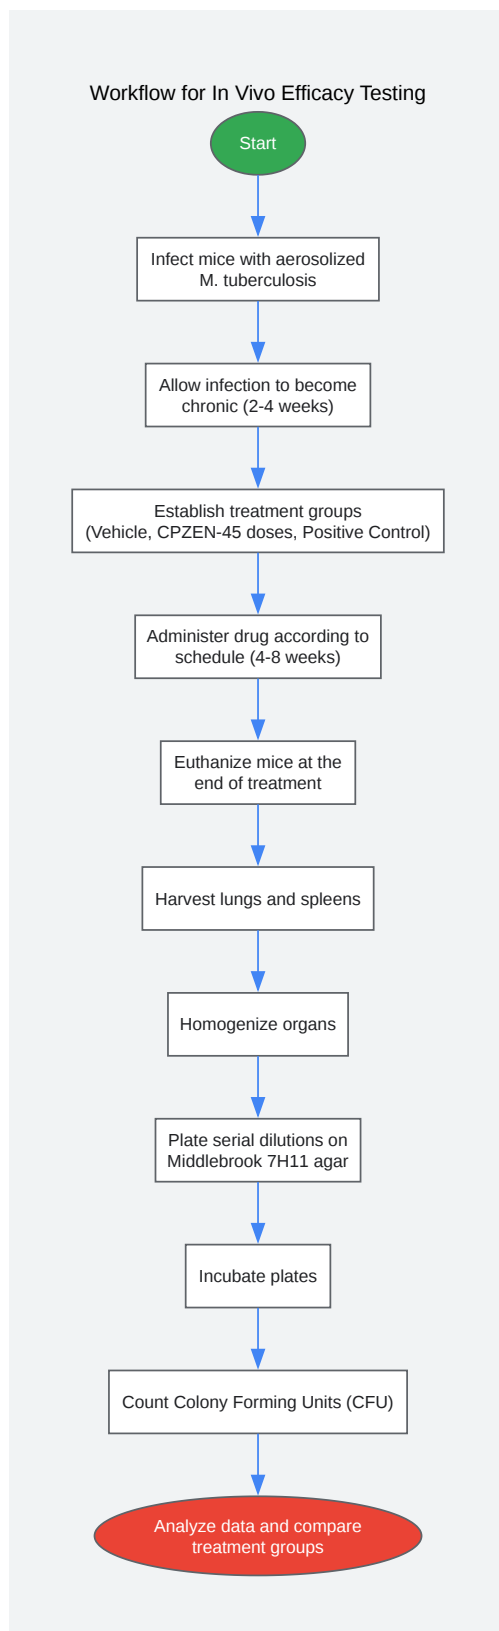 Workflow for In Vivo Efficacy Testing
Start
Infect mice with aerosolized
M. tuberculosis
Allow infection to become
chronic (2-4 weeks)
Establish treatment groups
(Vehicle, CPZEN-45 doses, Positive Control)
Administer drug according to
schedule (4-8 weeks)
Euthanize mice at the
end of treatment
Harvest lungs and spleens
Homogenize organs
Plate serial dilutions on
Middlebrook 7H11 agar
Incubate plates
Count Colony Forming Units (CFU)
Analyze data and compare
treatment groups